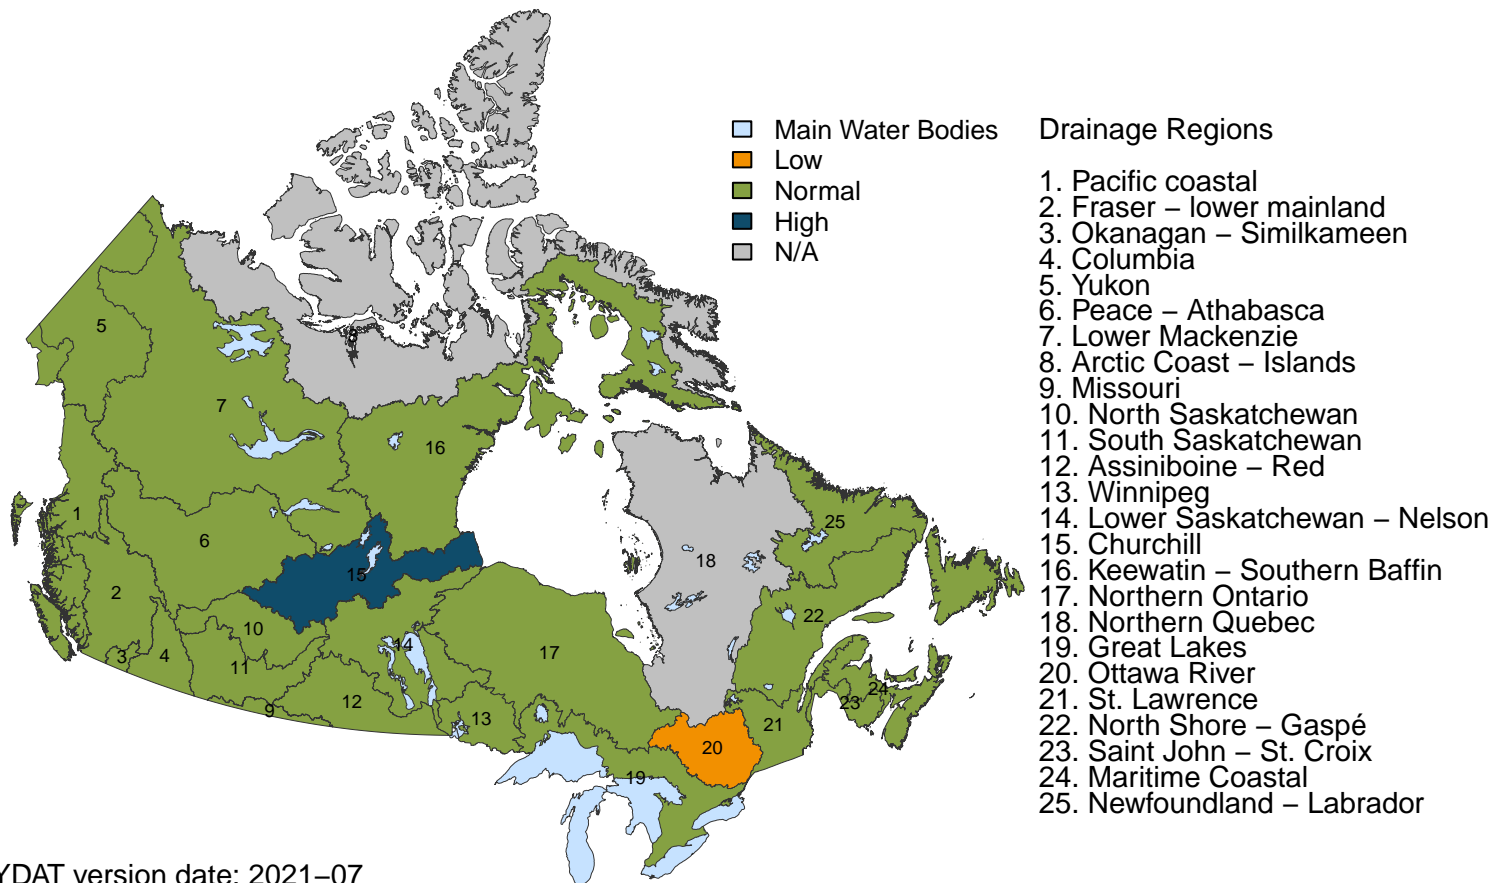 Main Water Bodies
Low
Normal
High
N/A
Drainage Regions
1. Pacific coastal
2. Fraser – lower mainland
3. Okanagan – Similkameen
4. Columbia
5. Yukon
6. Peace – Athabasca
7. Lower Mackenzie
8. Arctic Coast – Islands
9. Missouri
10. North Saskatchewan
11. South Saskatchewan
12. Assiniboine – Red
13. Winnipeg
14. Lower Saskatchewan – Nelson
15. Churchill
16. Keewatin – Southern Baffin
17. Northern Ontario
18. Northern Quebec
19. Great Lakes
20. Ottawa River
21. St. Lawrence
22. North Shore – Gaspé
23. Saint John – St. Croix
24. Maritime Coastal
25. Newfoundland – Labrador
8
5
7
16
1
25
6
18
15
2
22
10
14
17
3
4
11
24
12
23
9
13
21
20
19
YDAT version date: 2021–07